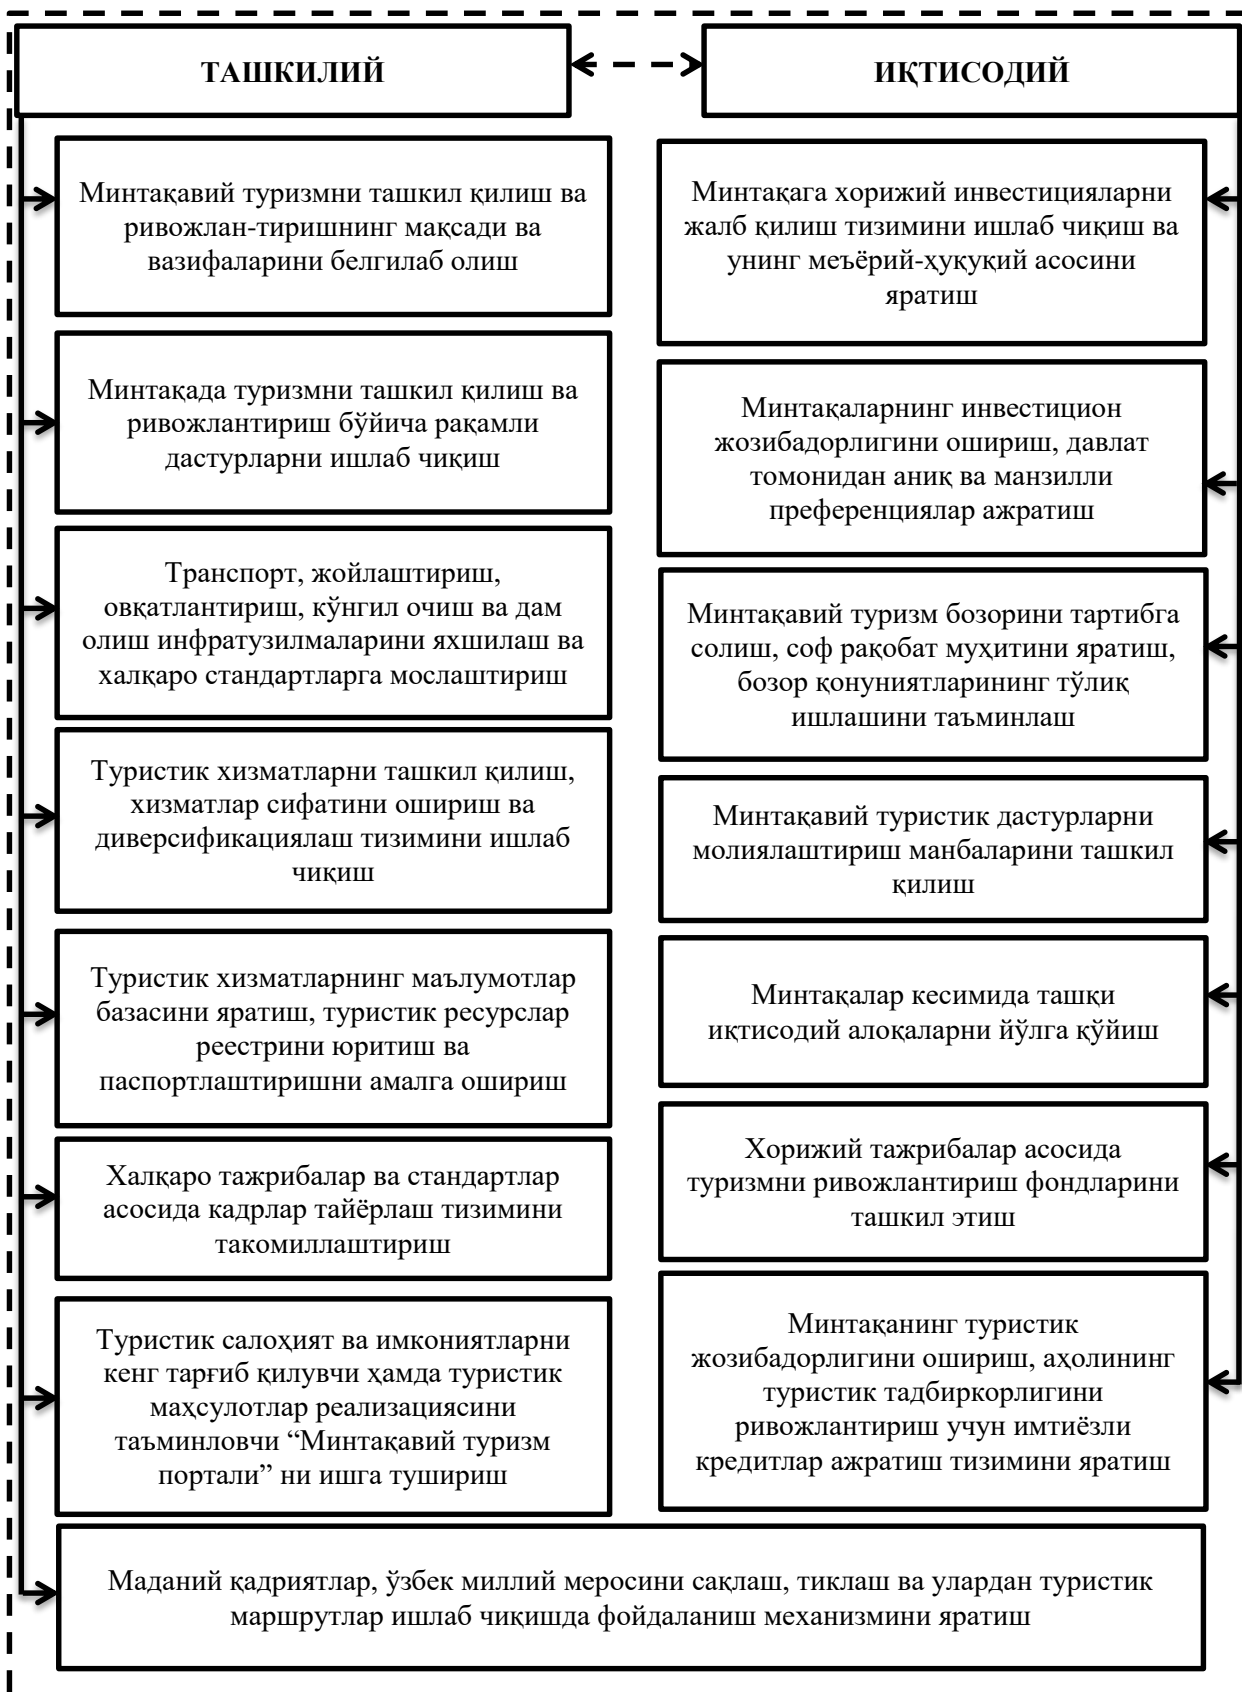 ТАШКИЛИЙ
ИҚТИСОДИЙ
Минтақавий туризмни ташкил қилиш ва
ривожлан-тиришнинг мақсади ва
вазифаларини белгилаб олиш
Минтақада туризмни ташкил қилиш ва
ривожлантириш бўйича рақамли
дастурларни ишлаб чиқиш
Транспорт, жойлаштириш,
овқатлантириш, кўнгил очиш ва дам
олиш инфратузилмаларини яхшилаш ва
халқаро стандартларга мослаштириш
Туристик хизматларни ташкил қилиш,
хизматлар сифатини ошириш ва
диверсификациялаш тизимини ишлаб
чиқиш
Туристик хизматларнинг маълумотлар
базасини яратиш, туристик ресурслар
реестрини юритиш ва
паспортлаштиришни амалга ошириш
Халқаро тажрибалар ва стандартлар
асосида кадрлар тайёрлаш тизимини
такомиллаштириш
Туристик салоҳият ва имкониятларни
кенг тарғиб қилувчи ҳамда туристик
маҳсулотлар реализациясини
таъминловчи “Минтақавий туризм
портали” ни ишга тушириш
Минтақага хорижий инвестицияларни
жалб қилиш тизимини ишлаб чиқиш ва
унинг меъёрий-ҳуқуқий асосини
яратиш
Минтақаларнинг инвестицион
жозибадорлигини ошириш, давлат
томонидан аниқ ва манзилли
преференциялар ажратиш
Минтақавий туризм бозорини тартибга
солиш, соф рақобат муҳитини яратиш,
бозор қонуниятларининг тўлиқ
ишлашини таъминлаш
Минтақавий туристик дастурларни
молиялаштириш манбаларини ташкил
қилиш
Минтақалар кесимида ташқи
иқтисодий алоқаларни йўлга қўйиш
Хорижий тажрибалар асосида
туризмни ривожлантириш фондларини
ташкил этиш
Минтақанинг туристик
жозибадорлигини ошириш, аҳолининг
туристик тадбиркорлигини
ривожлантириш учун имтиёзли
кредитлар ажратиш тизимини яратиш
Маданий қадриятлар, ўзбек миллий меросини сақлаш, тиклаш ва улардан туристик
маршрутлар ишлаб чиқишда фойдаланиш механизмини яратиш